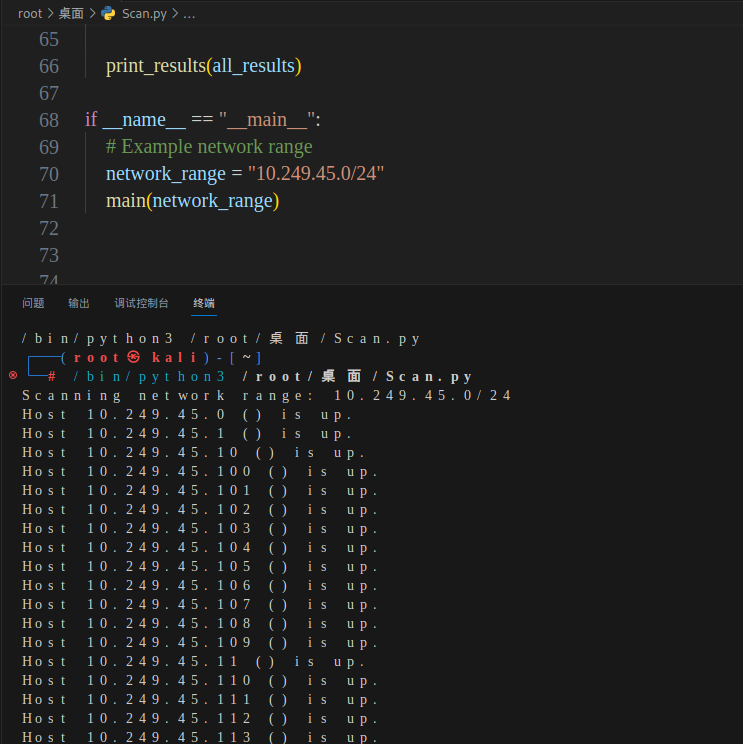 root > 桌面 > Scan.py > ...
65
66 print_results(all_results)
67
68 if __name__ == "__main__":
69 # Example network range
70 network_range = "10.249.45.0/24"
71 main(network_range)
72
73
74
问题 输出 调试控制台 终端
/bin/python3 /root/桌面/Scan.py
┌──(root㉿kali)-[~]
└─# /bin/python3 /root/桌面/Scan.py
Scanning network range: 10.249.45.0/24
Host 10.249.45.0 () is up.
Host 10.249.45.1 () is up.
Host 10.249.45.10 () is up.
Host 10.249.45.100 () is up.
Host 10.249.45.101 () is up.
Host 10.249.45.102 () is up.
Host 10.249.45.103 () is up.
Host 10.249.45.104 () is up.
Host 10.249.45.105 () is up.
Host 10.249.45.106 () is up.
Host 10.249.45.107 () is up.
Host 10.249.45.108 () is up.
Host 10.249.45.109 () is up.
Host 10.249.45.11 () is up.
Host 10.249.45.110 () is up.
Host 10.249.45.111 () is up.
Host 10.249.45.112 () is up.
Host 10.249.45.113 () is up.